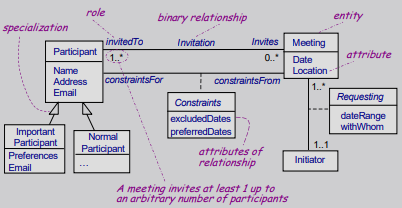 specialization
role
binary relationship
entity
Participant
invitedTo
Invitation
Invites
Meeting
1..*
0..*
Name
Address
Email
constraintsFor
constraintsFrom
Date
Location
attribute
1..*
Constraints
excludedDates
preferredDates
Requesting
dateRange
withWhom
Important
Participant
Preferences
Email
Normal
Participant
...
attributes of
relationship
1..1
Initiator
A meeting invites at least 1 up to
an arbitrary number of participants